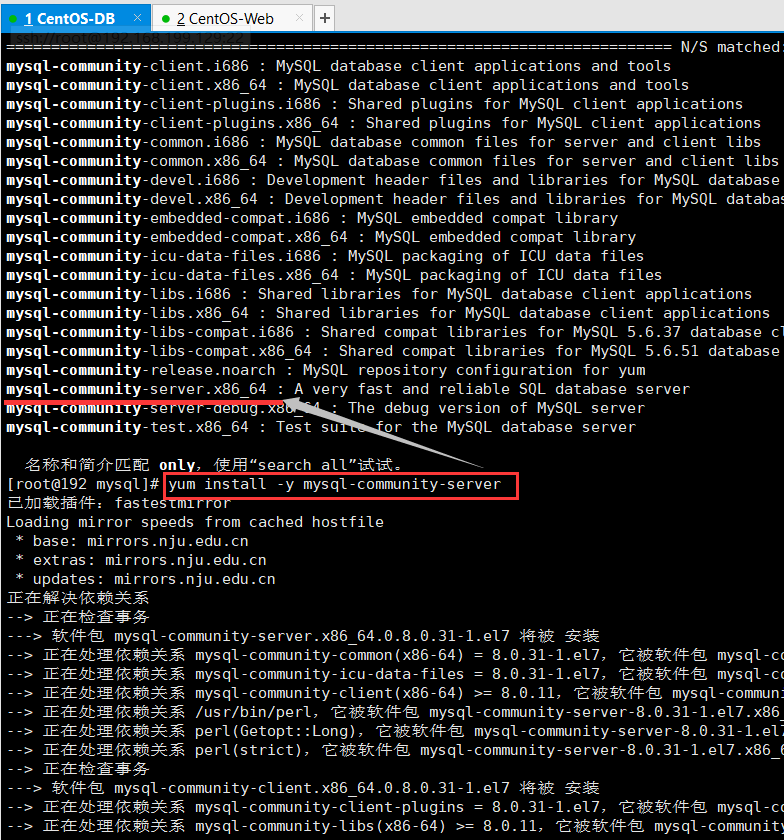 1 CentOS-DB × 2 CentOS-Web × +
ssh://root@192.168.199.129:22
========================================================================== N/S matched:
mysql-community-client.i686 : MySQL database client applications and tools
mysql-community-client.x86_64 : MySQL database client applications and tools
mysql-community-client-plugins.i686 : Shared plugins for MySQL client applications
mysql-community-client-plugins.x86_64 : Shared plugins for MySQL client applications
mysql-community-common.i686 : MySQL database common files for server and client libs
mysql-community-common.x86_64 : MySQL database common files for server and client libs
mysql-community-devel.i686 : Development header files and libraries for MySQL database
mysql-community-devel.x86_64 : Development header files and libraries for MySQL databas
mysql-community-embedded-compat.i686 : MySQL embedded compat library
mysql-community-embedded-compat.x86_64 : MySQL embedded compat library
mysql-community-icu-data-files.i686 : MySQL packaging of ICU data files
mysql-community-icu-data-files.x86_64 : MySQL packaging of ICU data files
mysql-community-libs.i686 : Shared libraries for MySQL database client applications
mysql-community-libs.x86_64 : Shared libraries for MySQL database client applications
mysql-community-libs-compat.i686 : Shared compat libraries for MySQL 5.6.37 database cl
mysql-community-libs-compat.x86_64 : Shared compat libraries for MySQL 5.6.51 database
mysql-community-release.noarch : MySQL repository configuration for yum
mysql-community-server.x86_64 : A very fast and reliable SQL database server
mysql-community-server-debug.x86_64 : The debug version of MySQL server
mysql-community-test.x86_64 : Test suite for the MySQL database server
名称和简介匹配 only，使用“search all”试试。
[root@192 mysql]# yum install -y mysql-community-server
已加载插件：fastestmirror
Loading mirror speeds from cached hostfile
* base: mirrors.nju.edu.cn
* extras: mirrors.nju.edu.cn
* updates: mirrors.nju.edu.cn
正在解决依赖关系
--> 正在检查事务
---> 软件包 mysql-community-server.x86_64.0.8.0.31-1.el7 将被 安装
--> 正在处理依赖关系 mysql-community-common(x86-64) = 8.0.31-1.el7，它被软件包 mysql-co
--> 正在处理依赖关系 mysql-community-icu-data-files = 8.0.31-1.el7，它被软件包 mysql-co
--> 正在处理依赖关系 mysql-community-client(x86-64) >= 8.0.11，它被软件包 mysql-communi
--> 正在处理依赖关系 /usr/bin/perl，它被软件包 mysql-community-server-8.0.31-1.el7.x86_
--> 正在处理依赖关系 perl(Getopt::Long)，它被软件包 mysql-community-server-8.0.31-1.el7
--> 正在处理依赖关系 perl(strict)，它被软件包 mysql-community-server-8.0.31-1.el7.x86_6
--> 正在检查事务
---> 软件包 mysql-community-client.x86_64.0.8.0.31-1.el7 将被 安装
--> 正在处理依赖关系 mysql-community-client-plugins = 8.0.31-1.el7，它被软件包 mysql-co
--> 正在处理依赖关系 mysql-community-libs(x86-64) >= 8.0.11，它被软件包 mysql-community